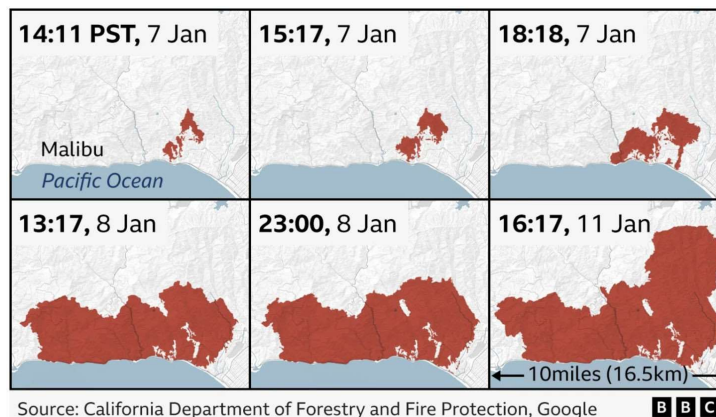 14:11 PST, 7 Jan
15:17, 7 Jan
18:18, 7 Jan
Malibu
Pacific Ocean
13:17, 8 Jan
23:00, 8 Jan
16:17, 11 Jan
10miles (16.5km)
Source: California Department of Forestry and Fire Protection, Google
BBC